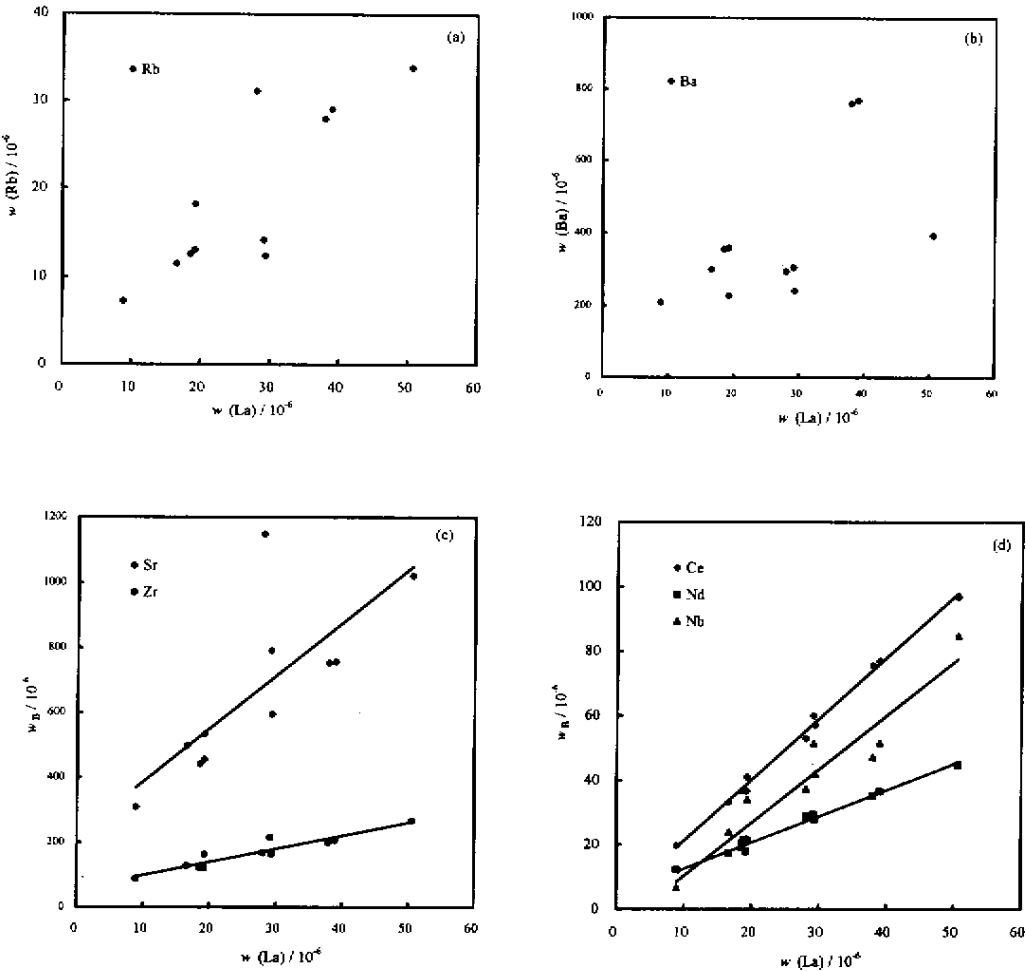 40
30
20
10
0
w (Rb) / 10⁻⁶
(a)
Rb
0 10 20 30 40 50 60
w (La) / 10⁻⁶
1000
800
600
400
200
0
w (Ba) / 10⁻⁶
(b)
Ba
0 10 20 30 40 50 60
w (La) / 10⁻⁶
1200
1000
800
600
400
200
0
w_B / 10⁻⁶
(c)
Sr
Zr
0 10 20 30 40 50 60
w (La) / 10⁻⁶
120
100
80
60
40
20
0
w_B / 10⁻⁶
(d)
Ce
Nd
Nb
0 10 20 30 40 50 60
w (La) / 10⁻⁶